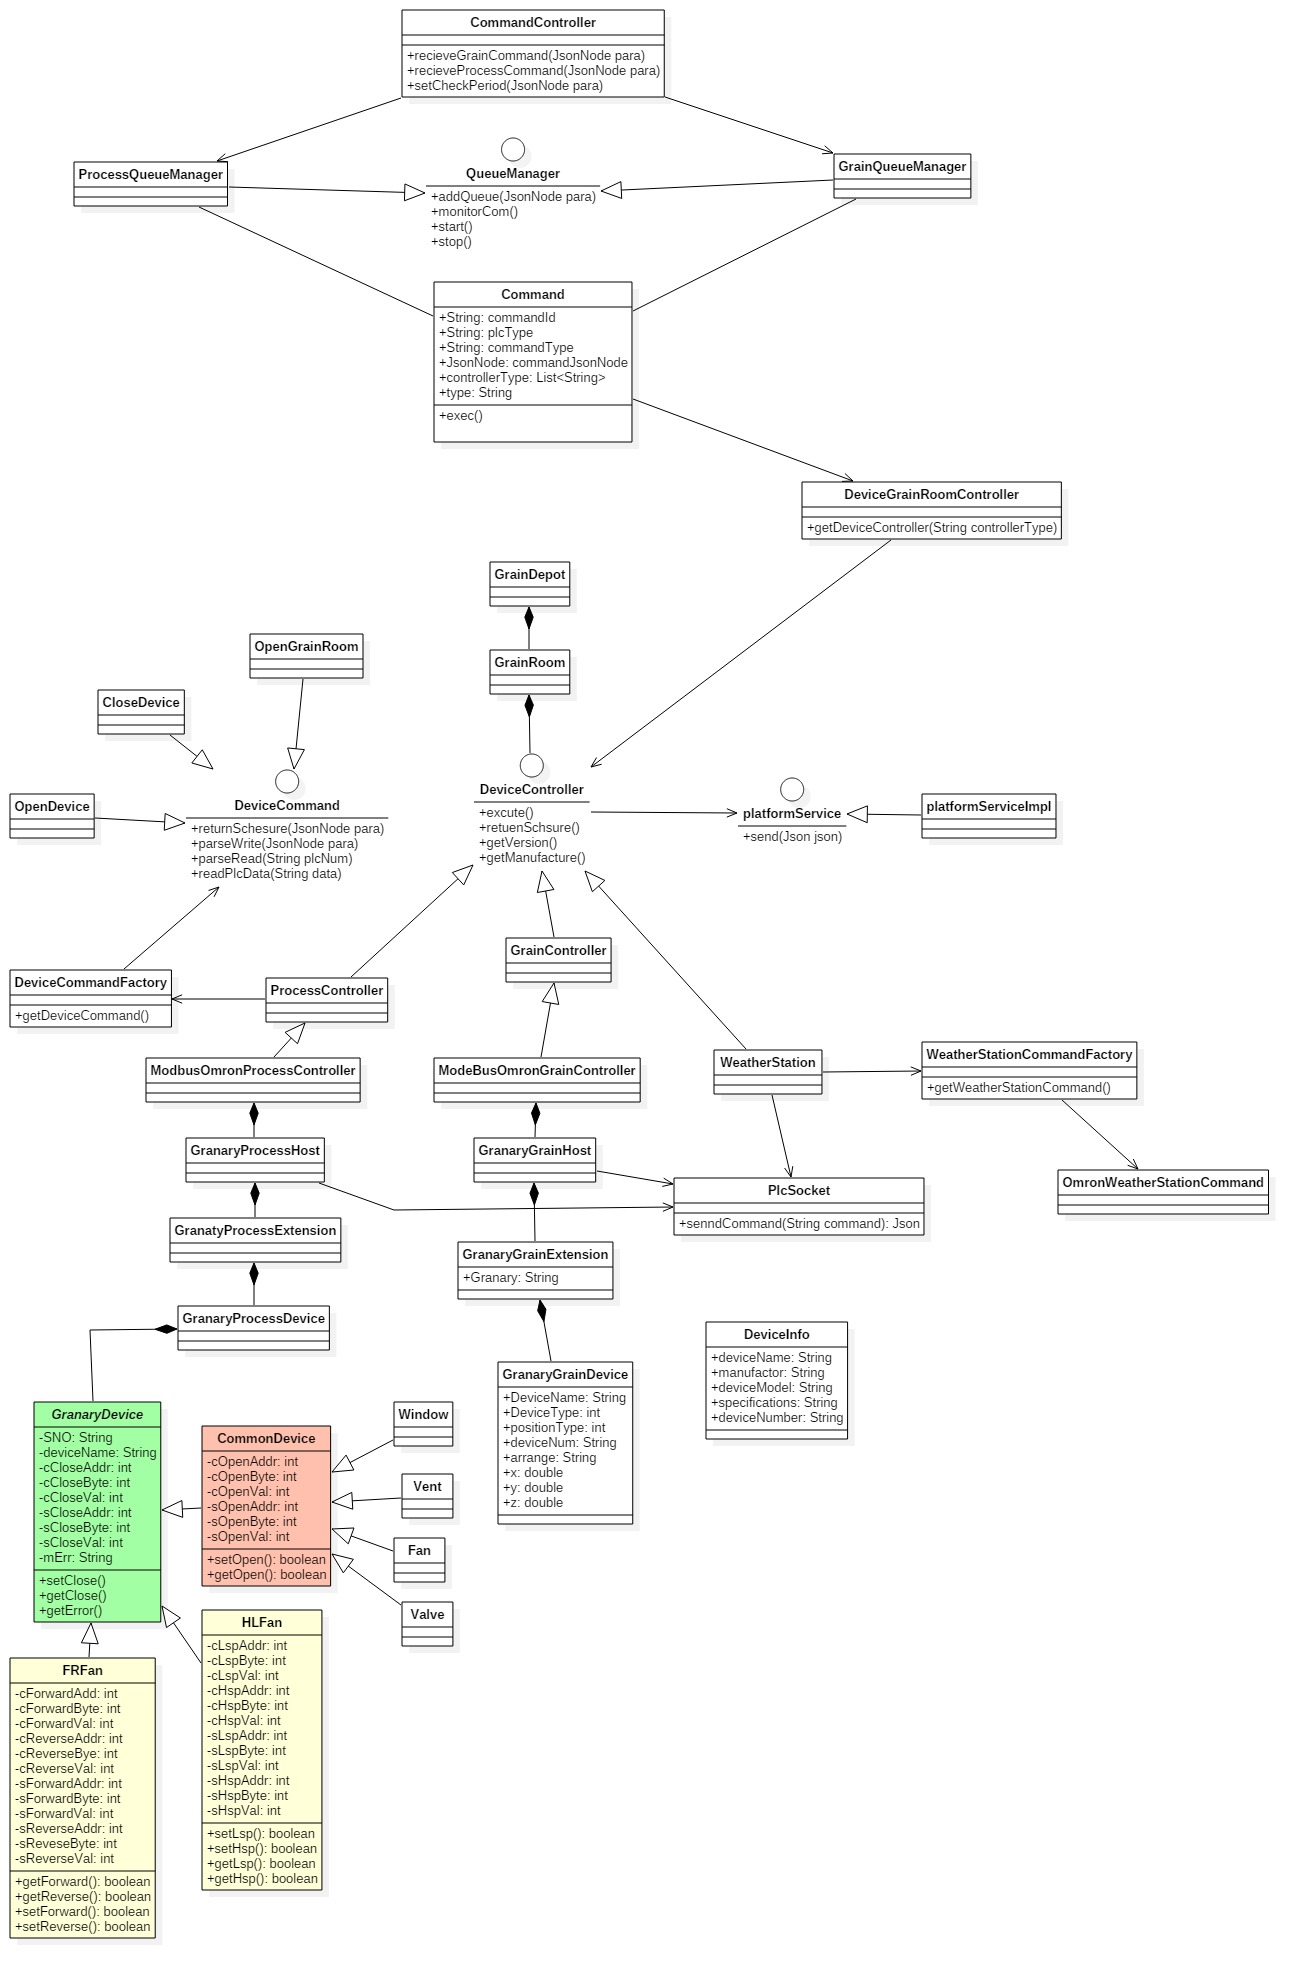 CommandController
+recieveGrainCommand(JsonNode para)
+recieveProcessCommand(JsonNode para)
+setCheckPeriod(JsonNode para)
ProcessQueueManager
QueueManager
+addQueue(JsonNode para)
+monitorCom()
+start()
+stop()
GrainQueueManager
Command
+String: commandId
+String: plcType
+String: commandType
+JsonNode: commandJsonNode
+controllerType: List<String>
+type: String
+exec()
DeviceGrainRoomController
+getDeviceController(String controllerType)
GrainDepot
GrainRoom
OpenGrainRoom
CloseDevice
OpenDevice
DeviceCommand
+returnSchesure(JsonNode para)
+parseWrite(JsonNode para)
+parseRead(String plcNum)
+readPlcData(String data)
DeviceController
+excute()
+retuenSchsure()
+getVersion()
+getManufacture()
platformService
+send(Json json)
platformServiceImpl
DeviceCommandFactory
+getDeviceCommand()
ProcessController
GrainController
ModbusOmronProcessController
ModeBusOmronGrainController
WeatherStation
WeatherStationCommandFactory
+getWeatherStationCommand()
GranaryProcessHost
GranaryGrainHost
PlcSocket
+senndCommand(String command): Json
OmronWeatherStationCommand
GranatyProcessExtension
GranaryGrainExtension
+Granary: String
GranaryProcessDevice
DeviceInfo
+deviceName: String
+manufactor: String
+deviceModel: String
+specifications: String
+deviceNumber: String
GranaryGrainDevice
+DeviceName: String
+DeviceType: int
+positionType: int
+deviceNum: String
+arrange: String
+x: double
+y: double
+z: double
GranaryDevice
-SNO: String
-deviceName: String
-cCloseAddr: int
-cCloseByte: int
-cCloseVal: int
-sCloseAddr: int
-sCloseByte: int
-sCloseVal: int
-mErr: String
+setClose()
+getClose()
+getError()
CommonDevice
-cOpenAddr: int
-cOpenByte: int
-cOpenVal: int
-sOpenAddr: int
-sOpenByte: int
-sOpenVal: int
+setOpen(): boolean
+getOpen(): boolean
Window
Vent
Fan
Valve
HLFan
-cLspAddr: int
-cLspByte: int
-cLspVal: int
-cHspAddr: int
-cHspByte: int
-cHspVal: int
-sLspAddr: int
-sLspByte: int
-sLspVal: int
-sHspAddr: int
-sHspByte: int
-sHspVal: int
+setLsp(): boolean
+setHsp(): boolean
+getLsp(): boolean
+getHsp(): boolean
FRFan
-cForwardAdd: int
-cForwardByte: int
-cForwardVal: int
-cReverseAddr: int
-cReverseBye: int
-cReverseVal: int
-sForwardAddr: int
-sForwardByte: int
-sForwardVal: int
-sReverseAddr: int
-sReveseByte: int
-sReverseVal: int
+getForward(): boolean
+getReverse(): boolean
+setForward(): boolean
+setReverse(): boolean